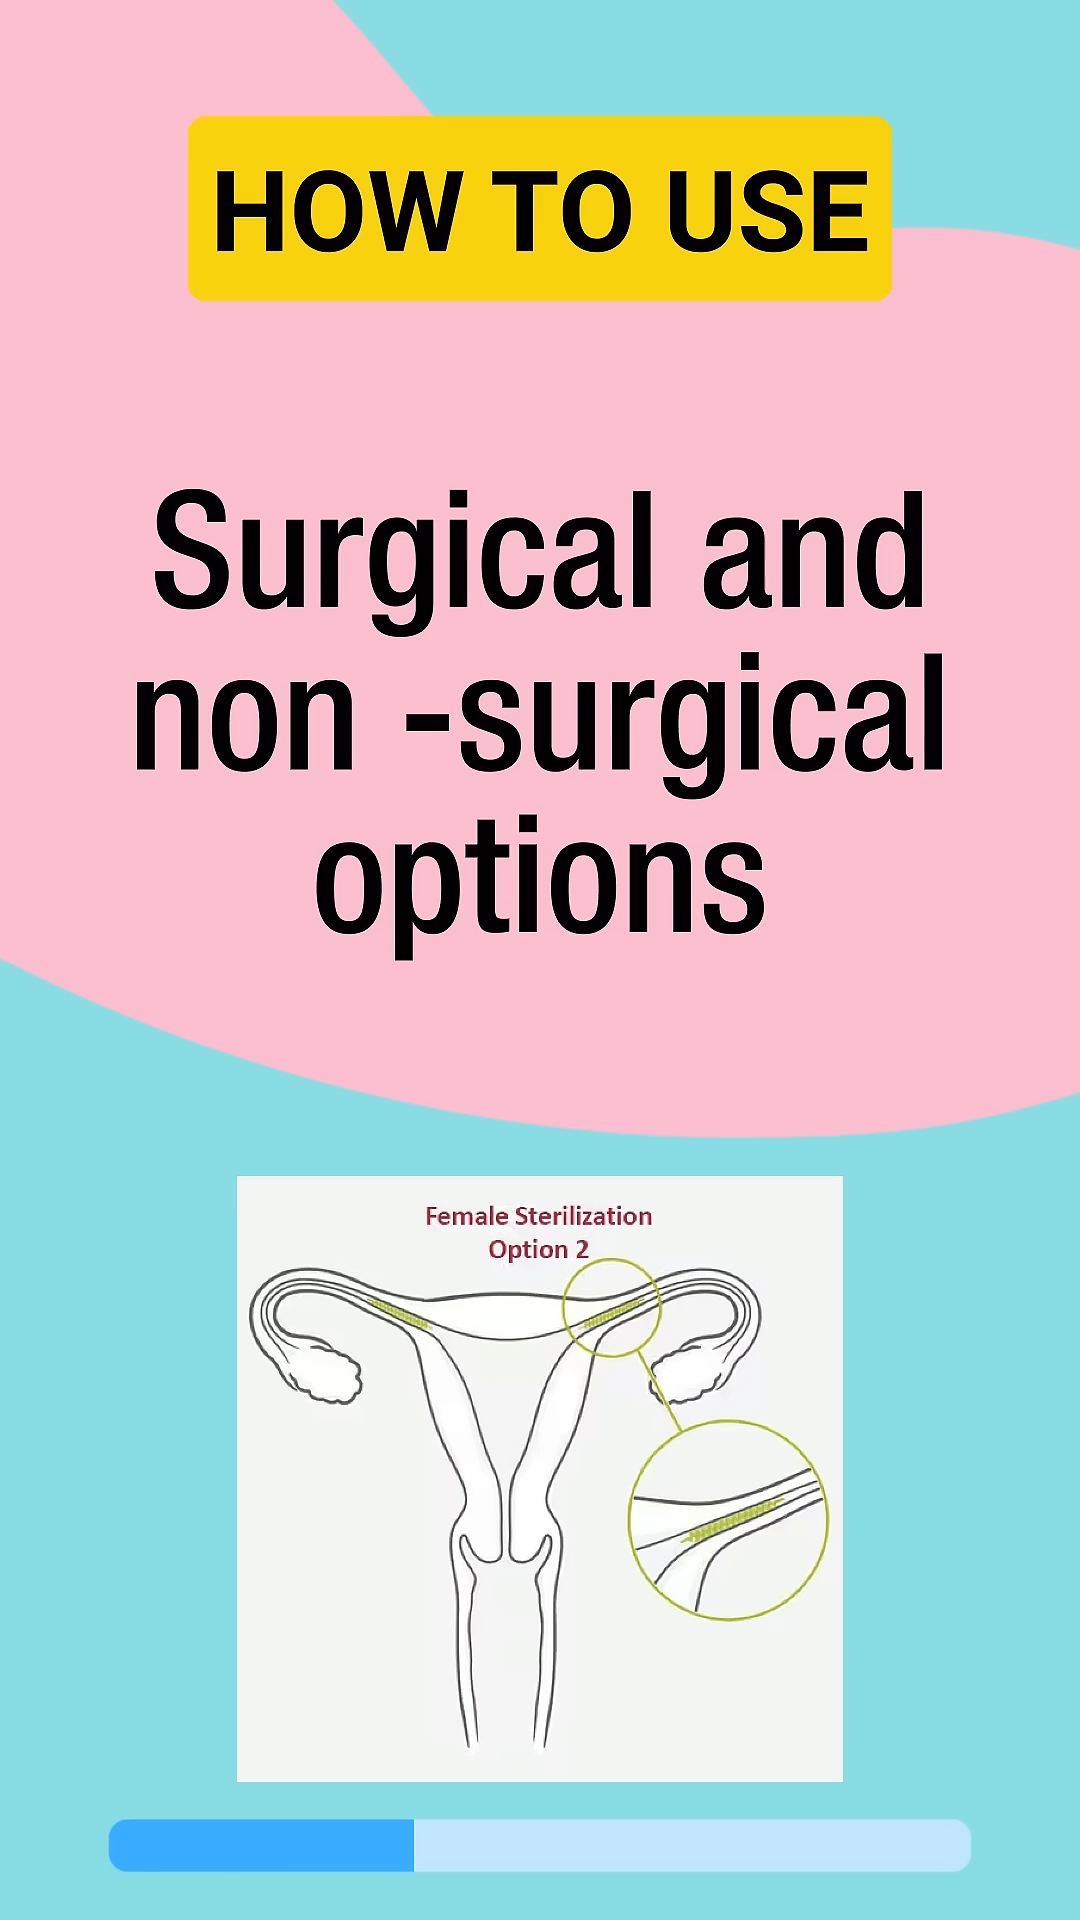 HOW TO USE
Surgical and
non -surgical
options
Female Sterilization
Option 2